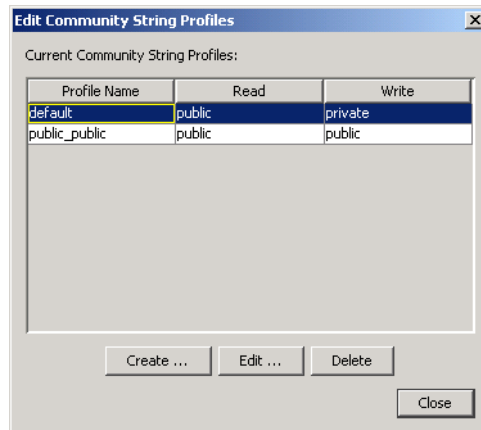 Edit Community String Profiles
Current Community String Profiles:
Profile Name Read Write
default public private
public_public public public
Create ... Edit ... Delete
Close